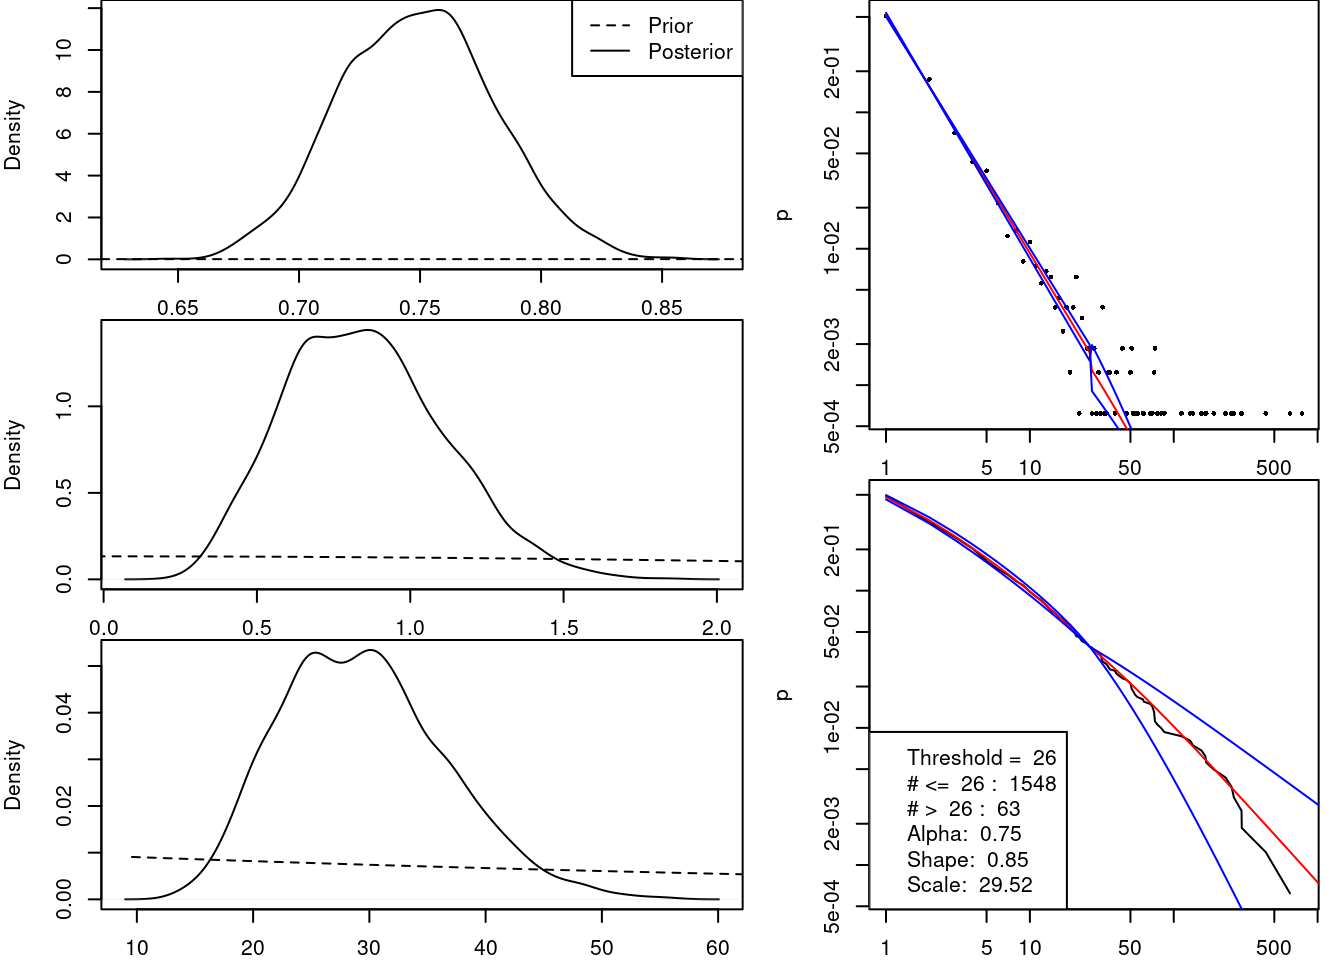 Density
0 2 4 6 8 10
Prior
Posterior
0.65 0.70 0.75 0.80 0.85
Density
0.0 0.5 1.0
0.0 0.5 1.0 1.5 2.0
Density
0.00 0.02 0.04
10 20 30 40 50 60
p
5e-04 2e-03 1e-02 5e-02 2e-01
1 5 10 50 500
p
5e-04 2e-03 1e-02 5e-02 2e-01
Threshold = 26
# <= 26 : 1548
# > 26 : 63
Alpha: 0.75
Shape: 0.85
Scale: 29.52
1 5 10 50 500